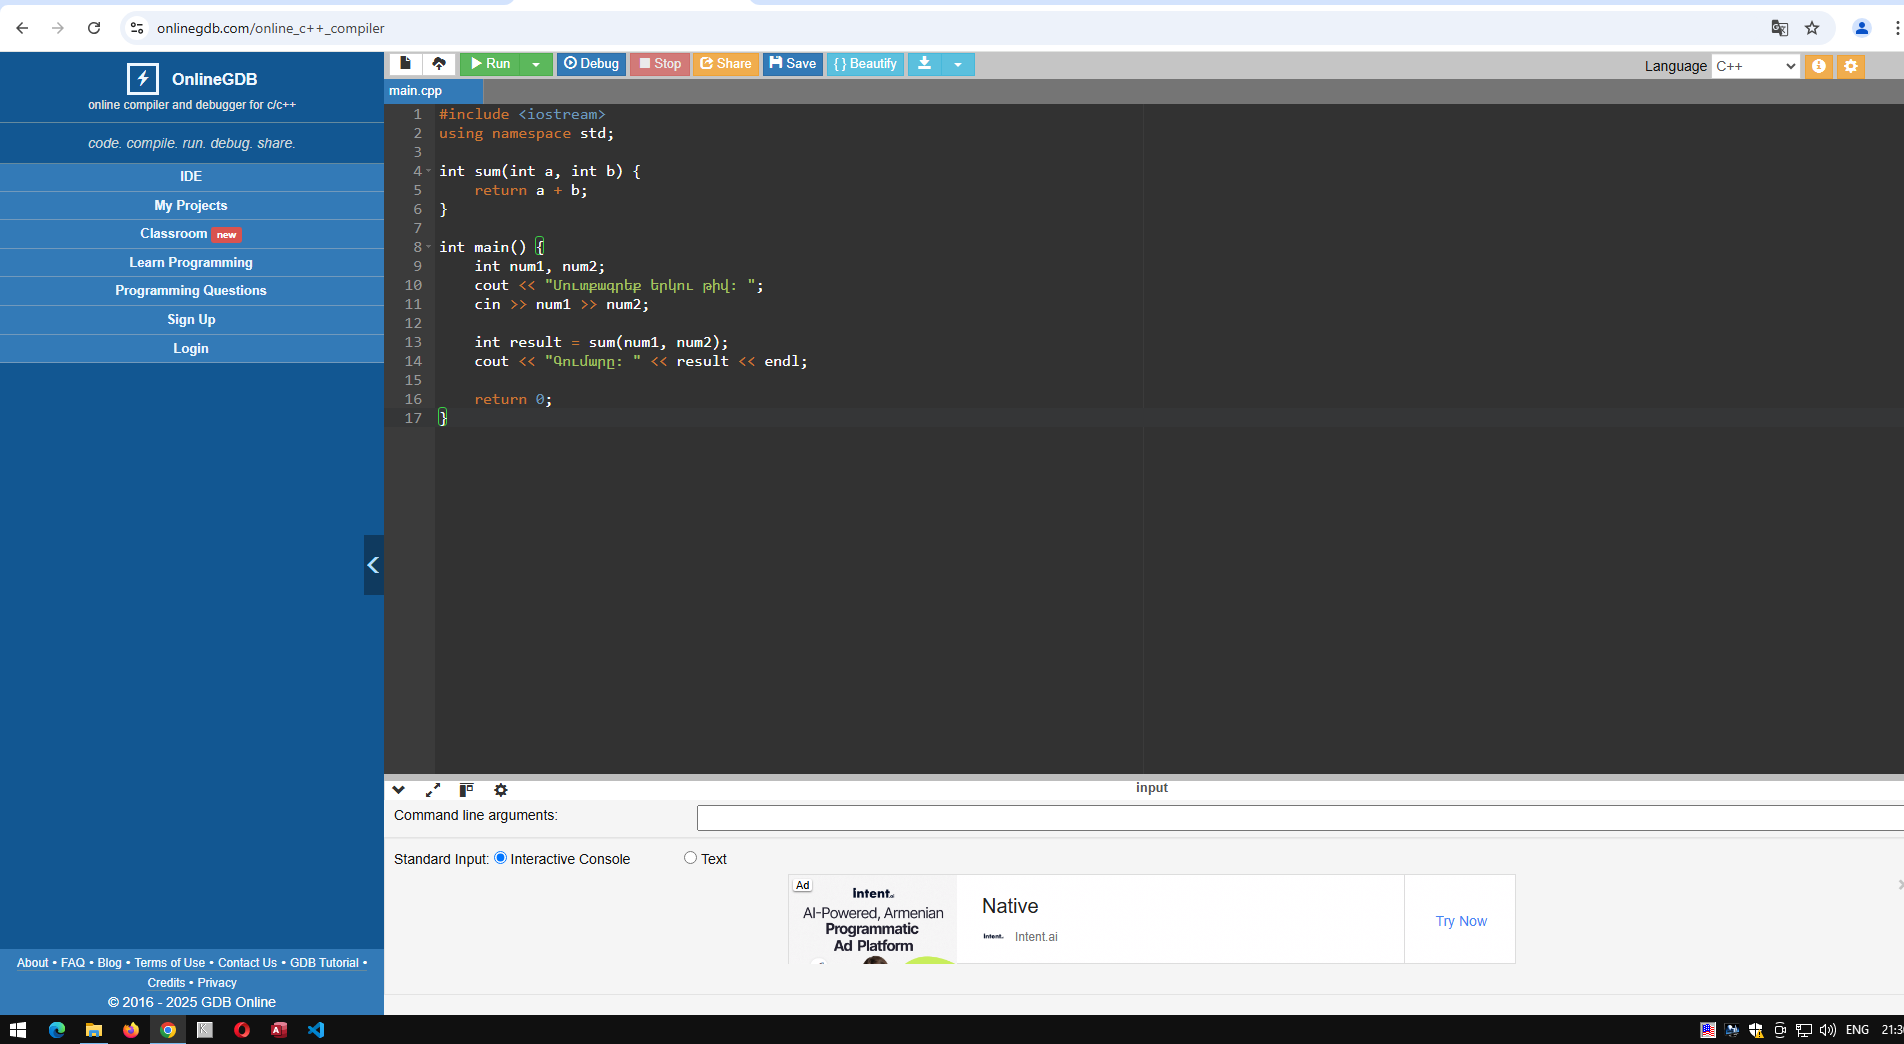 onlinegdb.com/online_c++_compiler
OnlineGDB
online compiler and debugger for c/c++
code. compile. run. debug. share.
IDE
My Projects
Classroom new
Learn Programming
Programming Questions
Sign Up
Login
About • FAQ • Blog • Terms of Use • Contact Us • GDB Tutorial •
Credits • Privacy
© 2016 - 2025 GDB Online
Run Debug Stop Share Save { } Beautify
Language C++
main.cpp
1 #include <iostream>
2 using namespace std;
3
4 int sum(int a, int b) {
5 return a + b;
6 }
7
8 int main() {
9 int num1, num2;
10 cout << "Մուտքագրեք երկու թիվ: ";
11 cin >> num1 >> num2;
12
13 int result = sum(num1, num2);
14 cout << "Գումարը: " << result << endl;
15
16 return 0;
17 }
input
Command line arguments:
Standard Input: Interactive Console Text
Ad
intent.ai
AI-Powered, Armenian
Programmatic
Ad Platform
Native
intent. Intent.ai
Try Now
ENG